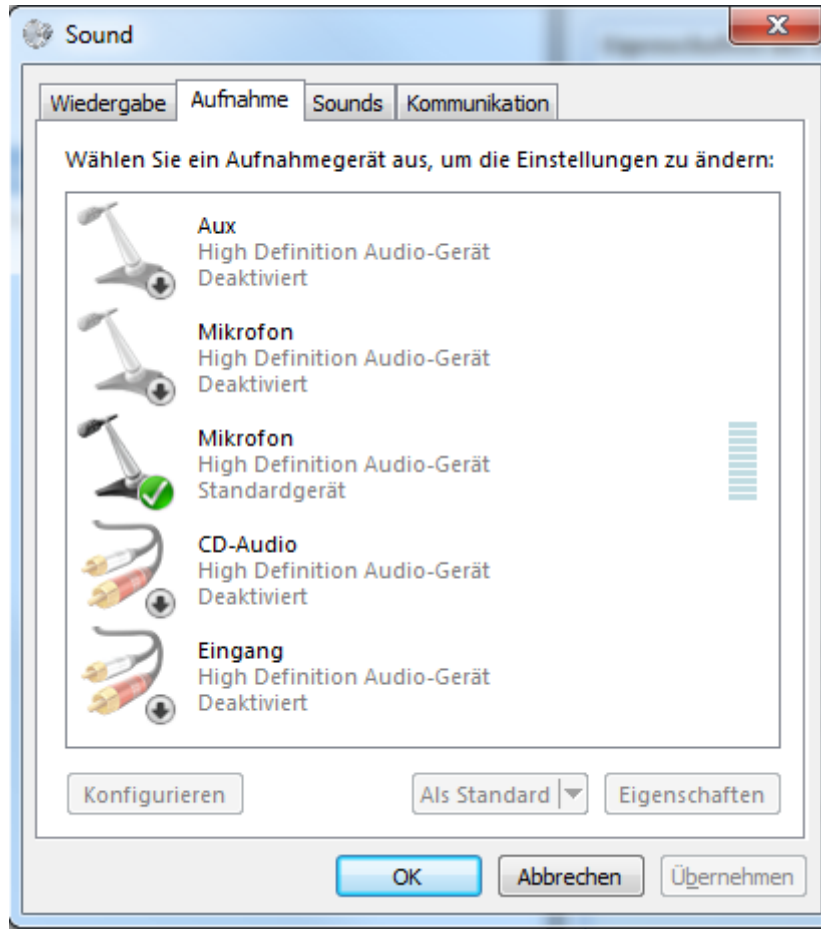 Sound
Wiedergabe Aufnahme Sounds Kommunikation
Wählen Sie ein Aufnahmegerät aus, um die Einstellungen zu ändern:
Aux
High Definition Audio-Gerät
Deaktiviert
Mikrofon
High Definition Audio-Gerät
Deaktiviert
Mikrofon
High Definition Audio-Gerät
Standardgerät
CD-Audio
High Definition Audio-Gerät
Deaktiviert
Eingang
High Definition Audio-Gerät
Deaktiviert
Konfigurieren Als Standard Eigenschaften
OK Abbrechen Übernehmen